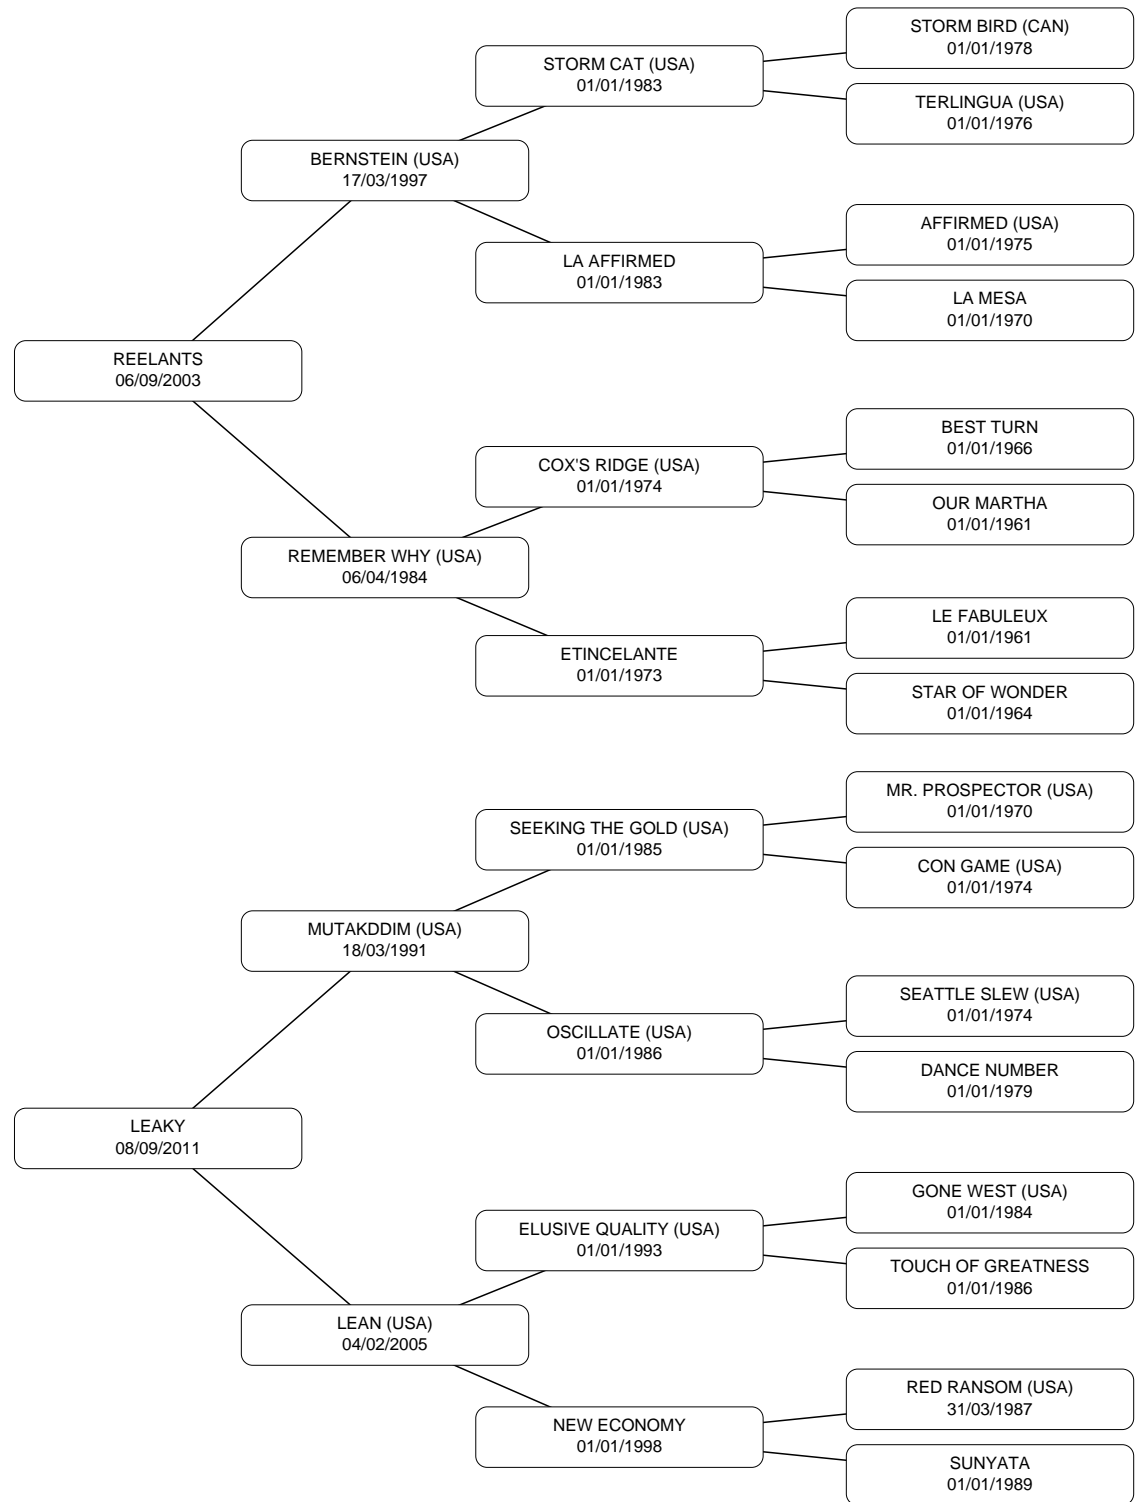 STORM BIRD (CAN)
01/01/1978
STORM CAT (USA)
01/01/1983
TERLINGUA (USA)
01/01/1976
BERNSTEIN (USA)
17/03/1997
AFFIRMED (USA)
01/01/1975
LA AFFIRMED
01/01/1983
LA MESA
01/01/1970
REELANTS
06/09/2003
BEST TURN
01/01/1966
COX'S RIDGE (USA)
01/01/1974
OUR MARTHA
01/01/1961
REMEMBER WHY (USA)
06/04/1984
LE FABULEUX
01/01/1961
ETINCELANTE
01/01/1973
STAR OF WONDER
01/01/1964
MR. PROSPECTOR (USA)
01/01/1970
SEEKING THE GOLD (USA)
01/01/1985
CON GAME (USA)
01/01/1974
MUTAKDDIM (USA)
18/03/1991
SEATTLE SLEW (USA)
01/01/1974
OSCILLATE (USA)
01/01/1986
DANCE NUMBER
01/01/1979
LEAKY
08/09/2011
GONE WEST (USA)
01/01/1984
ELUSIVE QUALITY (USA)
01/01/1993
TOUCH OF GREATNESS
01/01/1986
LEAN (USA)
04/02/2005
RED RANSOM (USA)
31/03/1987
NEW ECONOMY
01/01/1998
SUNYATA
01/01/1989